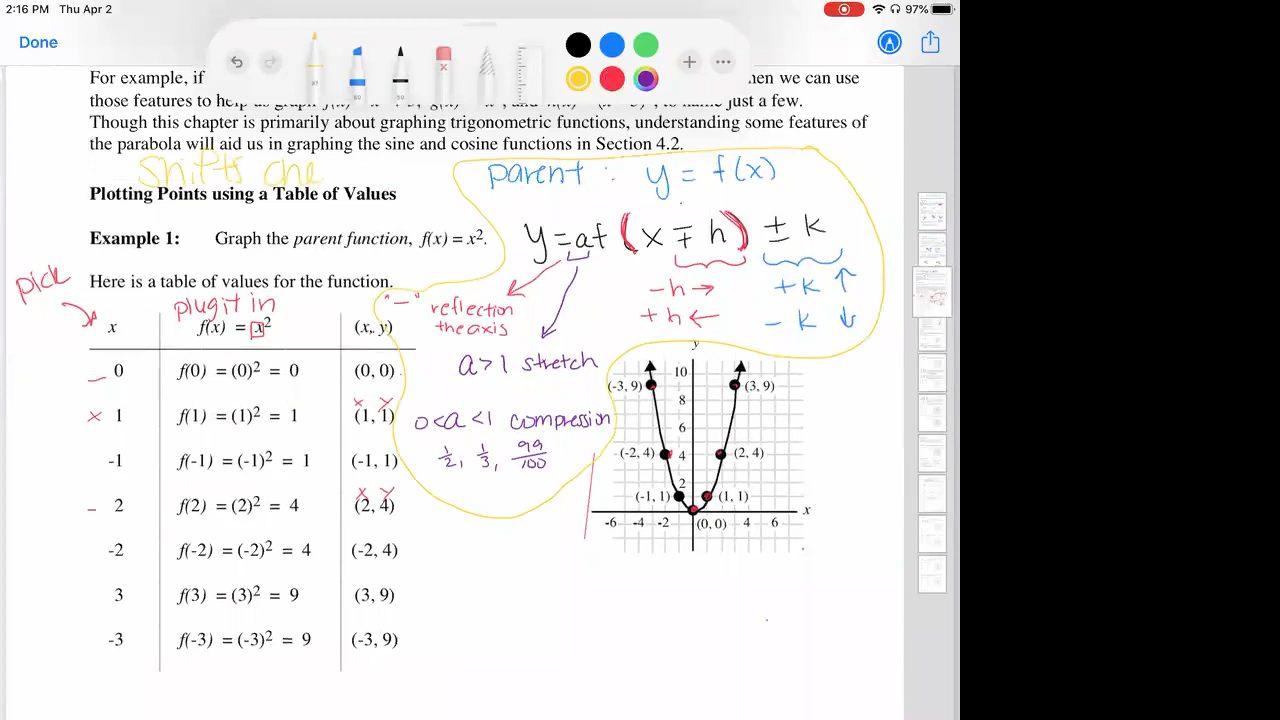 2:16 PM Thu Apr 2
97%
Done
For example, if
hen we can use
those features to help us graph
just a few.
Though this chapter is primarily about graphing trigonometric functions, understanding some features of
the parabola will aid us in graphing the sine and cosine functions in Section 4.2.
shifts che
parent : y = f(x)
Plotting Points using a Table of Values
y = af (x ∓ h) ± k
Example 1: Graph the parent function, f(x) = x².
pick
Here is a table of values for the function.
"–"
reflection
the axis
-h →
+h ←
+k ↑
- k ↓
plug it in
x f(x) = x² (x, y)
a > 1 stretch
0 f(0) = (0)² = 0 (0, 0)
x y
x 1 f(1) = (1)² = 1 (1, 1)
0<a<1 compression
1/2, 1/3, 99/100
-1 f(-1) = (-1)² = 1 (-1, 1)
x y
2 f(2) = (2)² = 4 (2, 4)
-2 f(-2) = (-2)² = 4 (-2, 4)
3 f(3) = (3)² = 9 (3, 9)
-3 f(-3) = (-3)² = 9 (-3, 9)
y
10
(-3, 9) (3, 9)
8
6
(-2, 4) 4 (2, 4)
2
(-1, 1) (1, 1)
x
-6 -4 -2 (0, 0) 4 6